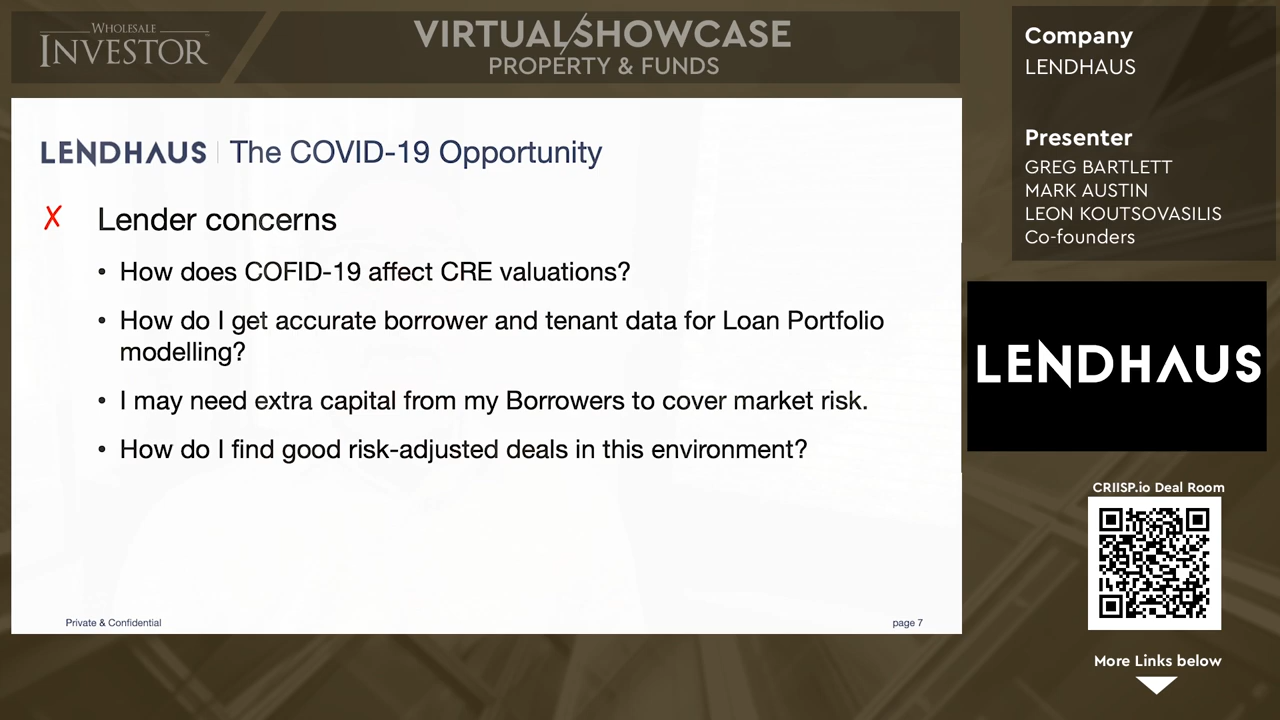 WHOLESALE
INVESTOR
VIRTUAL/SHOWCASE
PROPERTY & FUNDS
LENDHAUS | The COVID-19 Opportunity
✗ Lender concerns
• How does COFID-19 affect CRE valuations?
• How do I get accurate borrower and tenant data for Loan Portfolio
modelling?
• I may need extra capital from my Borrowers to cover market risk.
• How do I find good risk-adjusted deals in this environment?
Private & Confidential
page 7
Company
LENDHAUS
Presenter
GREG BARTLETT
MARK AUSTIN
LEON KOUTSOVASILIS
Co-founders
LENDHAUS
CRIISP.io Deal Room
More Links below